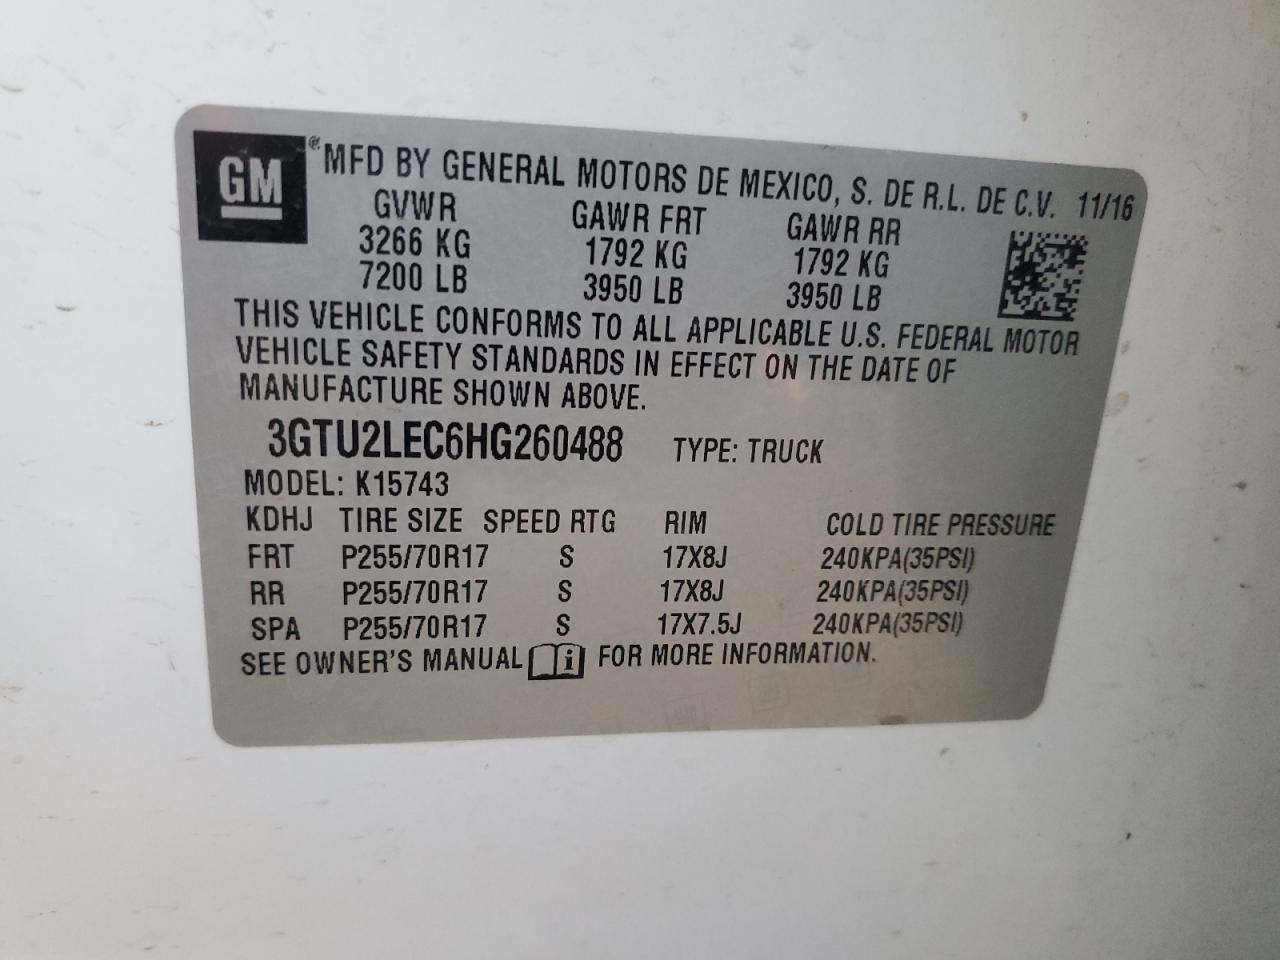 GM® MFD BY GENERAL MOTORS DE MEXICO, S. DE R.L. DE C.V. 11/16
GVWR GAWR FRT GAWR RR
3266 KG 1792 KG 1792 KG
7200 LB 3950 LB 3950 LB
THIS VEHICLE CONFORMS TO ALL APPLICABLE U.S. FEDERAL MOTOR
VEHICLE SAFETY STANDARDS IN EFFECT ON THE DATE OF
MANUFACTURE SHOWN ABOVE.
3GTU2LEC6HG260488 TYPE: TRUCK
MODEL: K15743
KDHJ TIRE SIZE SPEED RTG RIM COLD TIRE PRESSURE
FRT P255/70R17 S 17X8J 240KPA(35PSI)
RR P255/70R17 S 17X8J 240KPA(35PSI)
SPA P255/70R17 S 17X7.5J 240KPA(35PSI)
SEE OWNER'S MANUAL i FOR MORE INFORMATION.